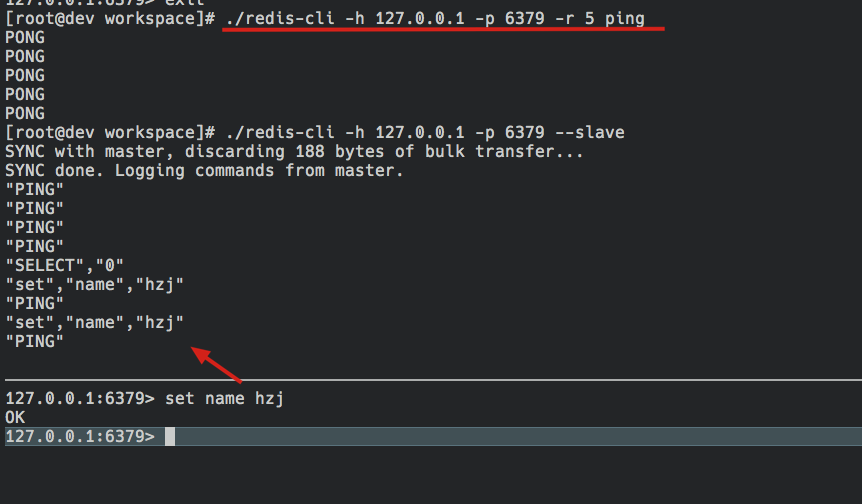 127.0.0.1:6379> exit
[root@dev workspace]# ./redis-cli -h 127.0.0.1 -p 6379 -r 5 ping
PONG
PONG
PONG
PONG
PONG
[root@dev workspace]# ./redis-cli -h 127.0.0.1 -p 6379 --slave
SYNC with master, discarding 188 bytes of bulk transfer...
SYNC done. Logging commands from master.
"PING"
"PING"
"PING"
"PING"
"SELECT","0"
"set","name","hzj"
"PING"
"set","name","hzj"
"PING"
127.0.0.1:6379> set name hzj
OK
127.0.0.1:6379>